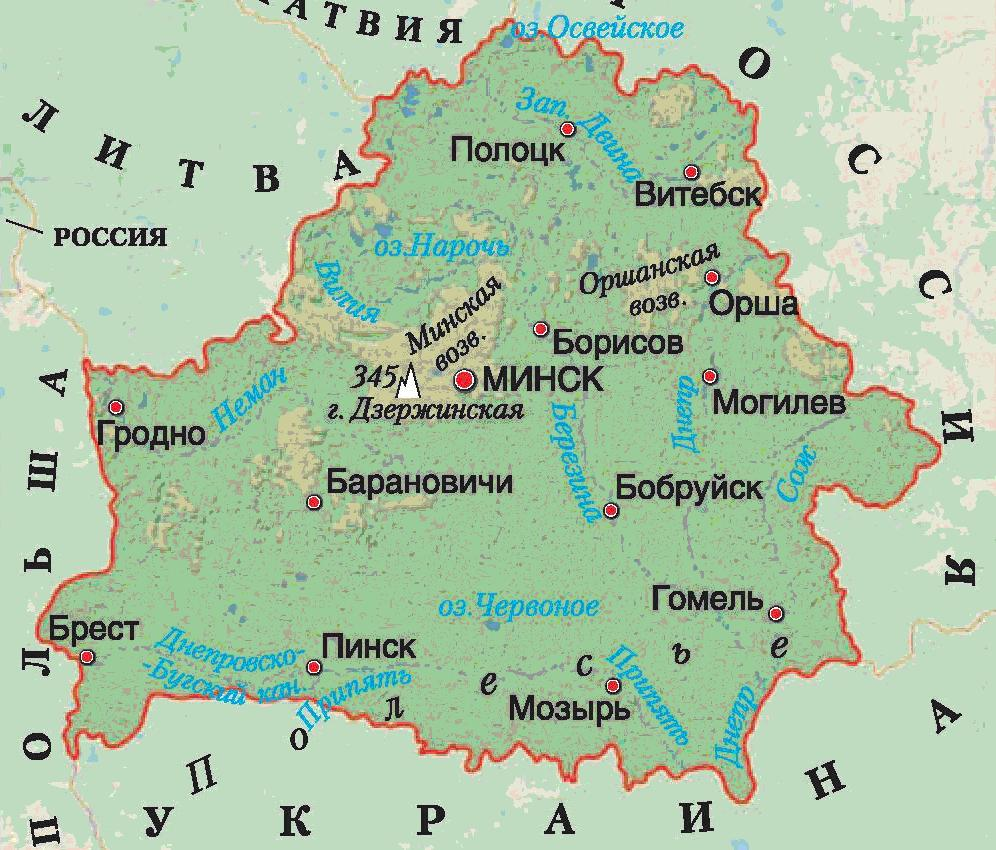 ЛАТВИЯ
оз.Освейское
РОССИЯ
ЛИТВА
Зап. Двина
Полоцк
Витебск
РОССИЯ
оз.Нарочь
Вилия
Минская
возв.
Оршанская
возв.
Орша
Борисов
345
МИНСК
г. Дзержинская
Днепр
Могилев
Гродно
Неман
ПОЛЬША
Березина
Барановичи
Бобруйск
Сож
оз.Червоное
Гомель
Брест
Днепровско-
-Бугский кан.
Пинск
Припять
Полесье
Мозырь
Припять
Днепр
УКРАИНА